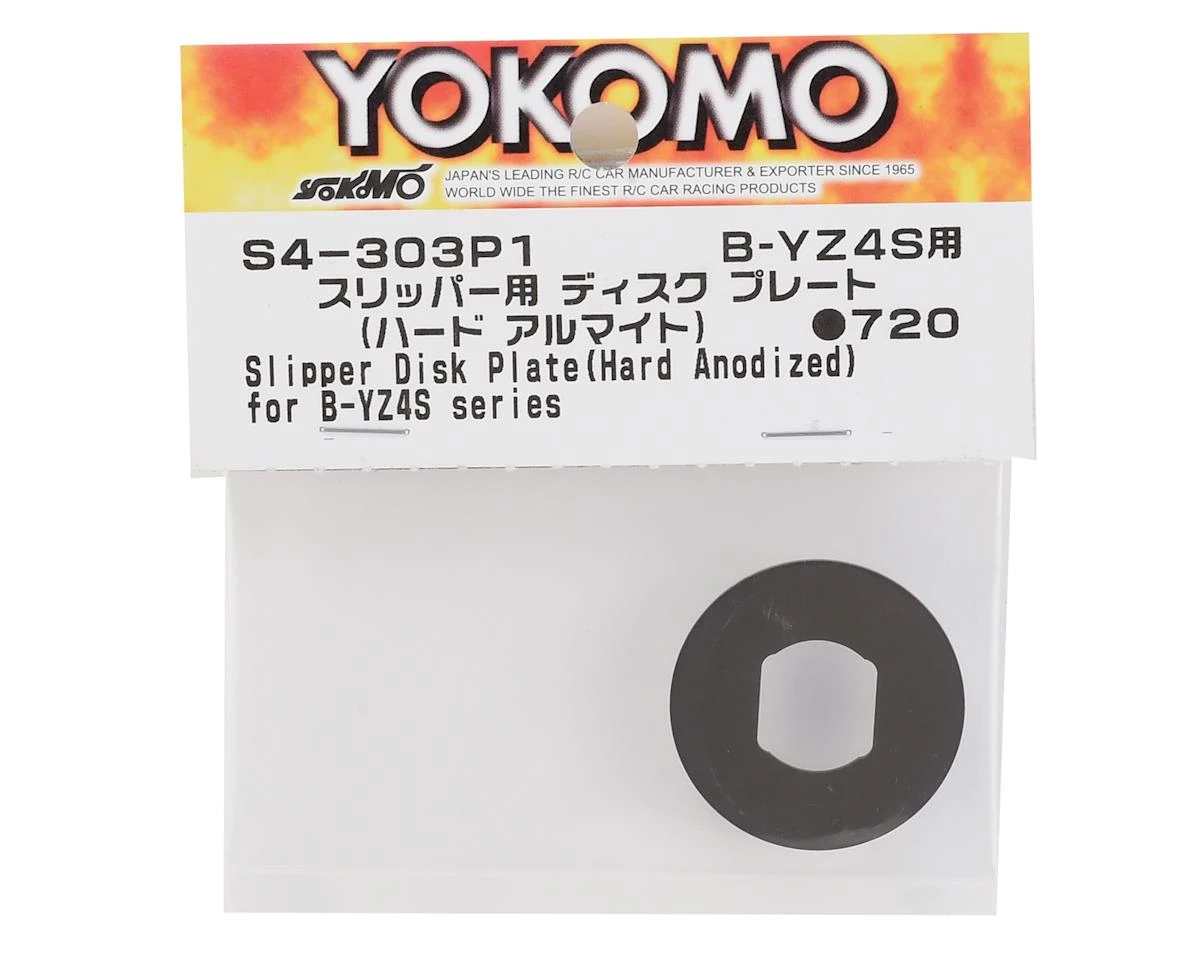 YOKOMO
YOKOMO JAPAN'S LEADING R/C CAR MANUFACTURER & EXPORTER SINCE 1965
WORLD WIDE THE FINEST R/C CAR RACING PRODUCTS
S4-303P1 B-YZ4S用
スリッパー用 ディスク プレート
(ハード アルマイト) ●720
Slipper Disk Plate(Hard Anodized)
for B-YZ4S series